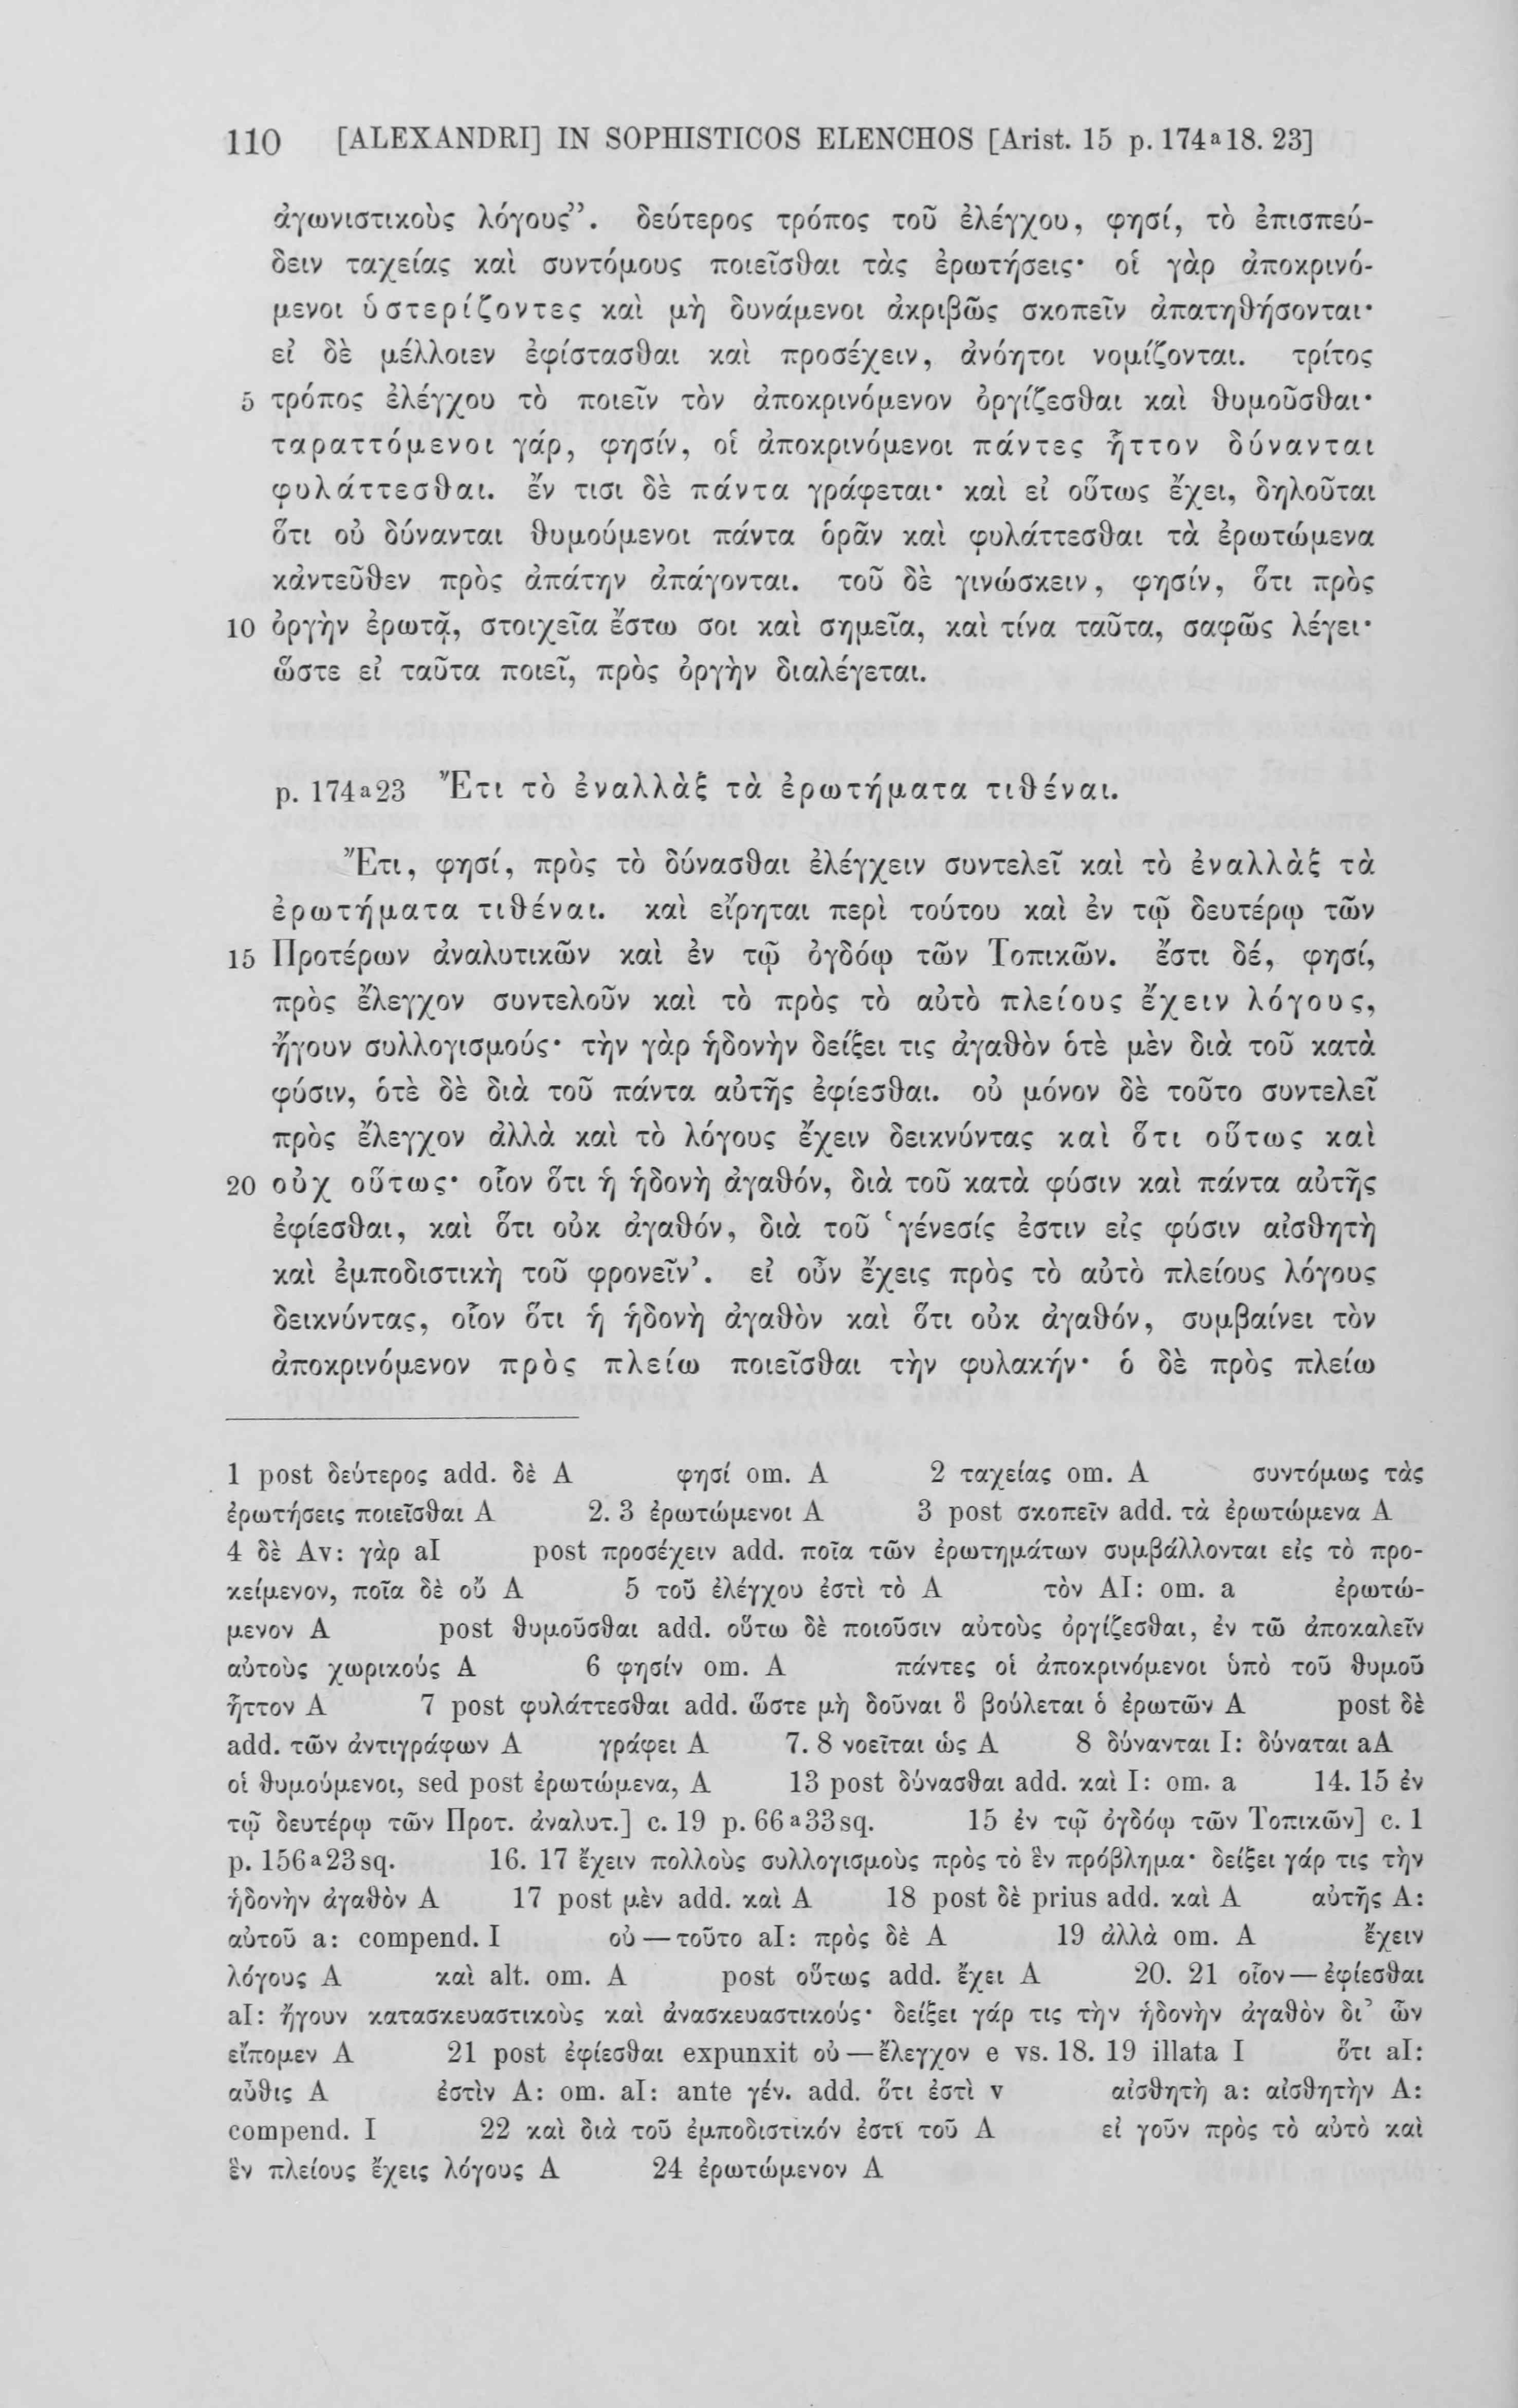 110 [ALEXANDRI] IN SOPHISTICOS ELENCHOS [Arist. 15 p. 174ª18. 23]
ἀγωνιστικοὺς λόγους”. δεύτερος τρόπος τοῦ ἐλέγχου, φησί, τὸ ἐπισπεύ-
δειν ταχείας καὶ συντόμους ποιεῖσθαι τὰς ἐρωτήσεις· οἱ γὰρ ἀποκρινό-
μενοι ὑστερίζοντες καὶ μὴ δυνάμενοι ἀκριβῶς σκοπεῖν ἀπατηθήσονται·
εἰ δὲ μέλλοιεν ἐφίστασθαι καὶ προσέχειν, ἀνόητοι νομίζονται. τρίτος
5 τρόπος ἐλέγχου τὸ ποιεῖν τὸν ἀποκρινόμενον ὀργίζεσθαι καὶ θυμοῦσθαι·
ταραττόμενοι γάρ, φησίν, οἱ ἀποκρινόμενοι πάντες ἧττον δύνανται
φυλάττεσθαι. ἔν τισι δὲ πάντα γράφεται· καὶ εἰ οὕτως ἔχει, δηλοῦται
ὅτι οὐ δύνανται θυμούμενοι πάντα ὁρᾶν καὶ φυλάττεσθαι τὰ ἐρωτώμενα
κἀντεῦθεν πρὸς ἀπάτην ἀπάγονται. τοῦ δὲ γινώσκειν, φησίν, ὅτι πρὸς
10 ὀργὴν ἐρωτᾷ, στοιχεῖα ἔστω σοι καὶ σημεῖα, καὶ τίνα ταῦτα, σαφῶς λέγει·
ὥστε εἰ ταῦτα ποιεῖ, πρὸς ὀργὴν διαλέγεται.
p. 174ª23 Ἔτι τὸ ἐναλλὰξ τὰ ἐρωτήματα τιθέναι.
Ἔτι, φησί, πρὸς τὸ δύνασθαι ἐλέγχειν συντελεῖ καὶ τὸ ἐναλλὰξ τὰ
ἐρωτήματα τιθέναι. καὶ εἴρηται περὶ τούτου καὶ ἐν τῷ δευτέρῳ τῶν
15 Προτέρων ἀναλυτικῶν καὶ ἐν τῷ ὀγδόῳ τῶν Τοπικῶν. ἔστι δέ, φησί,
πρὸς ἔλεγχον συντελοῦν καὶ τὸ πρὸς τὸ αὐτὸ πλείους ἔχειν λόγους,
ἤγουν συλλογισμούς· τὴν γὰρ ἡδονὴν δείξει τις ἀγαθὸν ὁτὲ μὲν διὰ τοῦ κατὰ
φύσιν, ὁτὲ δὲ διὰ τοῦ πάντα αὐτῆς ἐφίεσθαι. οὐ μόνον δὲ τοῦτο συντελεῖ
πρὸς ἔλεγχον ἀλλὰ καὶ τὸ λόγους ἔχειν δεικνύντας καὶ ὅτι οὕτως καὶ
20 οὐχ οὕτως· οἷον ὅτι ἡ ἡδονὴ ἀγαθόν, διὰ τοῦ κατὰ φύσιν καὶ πάντα αὐτῆς
ἐφίεσθαι, καὶ ὅτι οὐκ ἀγαθόν, διὰ τοῦ ‘γένεσίς ἐστιν εἰς φύσιν αἰσθητὴ
καὶ ἐμποδιστικὴ τοῦ φρονεῖν’. εἰ οὖν ἔχεις πρὸς τὸ αὐτὸ πλείους λόγους
δεικνύντας, οἷον ὅτι ἡ ἡδονὴ ἀγαθὸν καὶ ὅτι οὐκ ἀγαθόν, συμβαίνει τὸν
ἀποκρινόμενον πρὸς πλείω ποιεῖσθαι τὴν φυλακήν· ὁ δὲ πρὸς πλείω
1 post δεύτερος add. δὲ A φησί om. A 2 ταχείας om. A συντόμως τὰς
ἐρωτήσεις ποιεῖσθαι A 2. 3 ἐρωτώμενοι A 3 post σκοπεῖν add. τὰ ἐρωτώμενα A
4 δὲ Av: γὰρ aI post προσέχειν add. ποῖα τῶν ἐρωτημάτων συμβάλλονται εἰς τὸ προ-
κείμενον, ποῖα δὲ οὔ A 5 τοῦ ἐλέγχου ἐστὶ τὸ A τὸν AI: om. a ἐρωτώ-
μενον A post θυμοῦσθαι add. οὕτω δὲ ποιοῦσιν αὐτοὺς ὀργίζεσθαι, ἐν τῶ ἀποκαλεῖν
αὐτοὺς χωρικούς A 6 φησίν om. A πάντες οἱ ἀποκρινόμενοι ὑπὸ τοῦ θυμοῦ
ἧττον A 7 post φυλάττεσθαι add. ὥστε μὴ δοῦναι ὃ βούλεται ὁ ἐρωτῶν A post δὲ
add. τῶν ἀντιγράφων A γράφει A 7. 8 νοεῖται ὡς A 8 δύνανται I: δύναται aA
οἱ θυμούμενοι, sed post ἐρωτώμενα, A 13 post δύνασθαι add. καὶ I: om. a 14. 15 ἐν
τῷ δευτέρῳ τῶν Προτ. ἀναλυτ.] c. 19 p. 66ª33sq. 15 ἐν τῷ ὀγδόῳ τῶν Τοπικῶν] c. 1
p. 156ª23sq. 16. 17 ἔχειν πολλοὺς συλλογισμοὺς πρὸς τὸ ἓν πρόβλημα· δείξει γάρ τις τὴν
ἡδονὴν ἀγαθὸν A 17 post μὲν add. καὶ A 18 post δὲ prius add. καὶ A αὐτῆς A:
αὐτοῦ a: compend. I οὐ — τοῦτο aI: πρὸς δὲ A 19 ἀλλὰ om. A ἔχειν
λόγους A καὶ alt. om. A post οὕτως add. ἔχει A 20. 21 οἷον — ἐφίεσθαι
aI: ἤγουν κατασκευαστικοὺς καὶ ἀνασκευαστικούς· δείξει γάρ τις τὴν ἡδονὴν ἀγαθὸν δι’ ὧν
εἴπομεν A 21 post ἐφίεσθαι expunxit οὐ — ἔλεγχον e vs. 18. 19 illata I ὅτι aI:
αὖθις A ἐστὶν A: om. aI: ante γέν. add. ὅτι ἐστὶ v αἰσθητὴ a: αἰσθητὴν A:
compend. I 22 καὶ διὰ τοῦ ἐμποδιστικόν ἐστι τοῦ A εἰ γοῦν πρὸς τὸ αὐτὸ καὶ
ἓν πλείους ἔχεις λόγους A 24 ἐρωτώμενον A